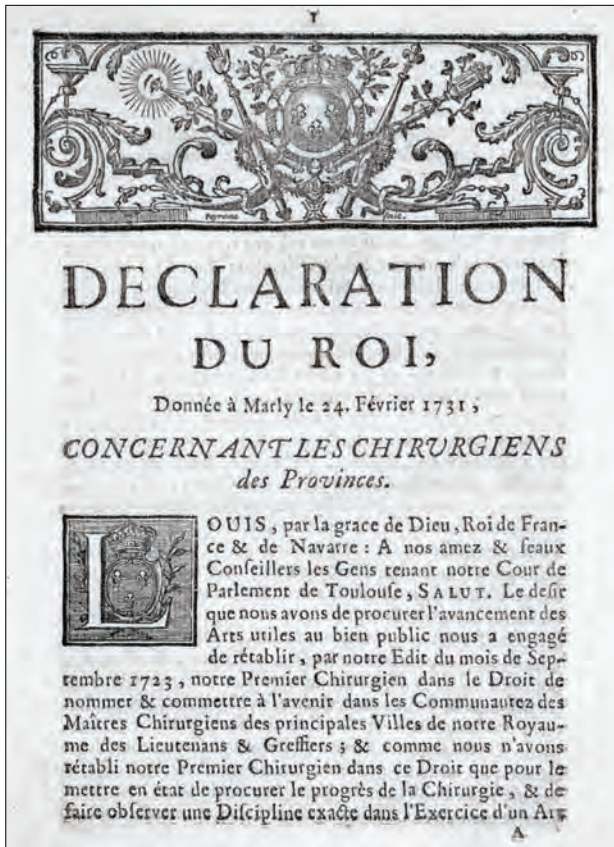 1
DECLARATION
DU ROI,
Donnée à Marly le 24. Février 1731,
CONCERNANT LES CHIRURGIENS
des Provinces.
LOUIS, par la grace de Dieu, Roi de Fran-
ce & de Navarre : A nos amez & feaux
Conseillers les Gens tenant notre Cour de
Parlement de Toulouse, SALUT. Le desir
que nous avons de procurer l'avancement des
Arts utiles au bien public nous a engagé
de rétablir, par notre Edit du mois de Sep-
tembre 1723, notre Premier Chirurgien dans le Droit de
nommer & commettre à l'avenir dans les Communautez des
Maîtres Chirurgiens des principales Villes de notre Royau-
me des Lieutenans & Greffiers ; & comme nous n'avons
rétabli notre Premier Chirurgien dans ce Droit que pour le
mettre en état de procurer le progrès de la Chirurgie, & de
faire observer une Discipline exacte dans l'Exercice d'un Art
A